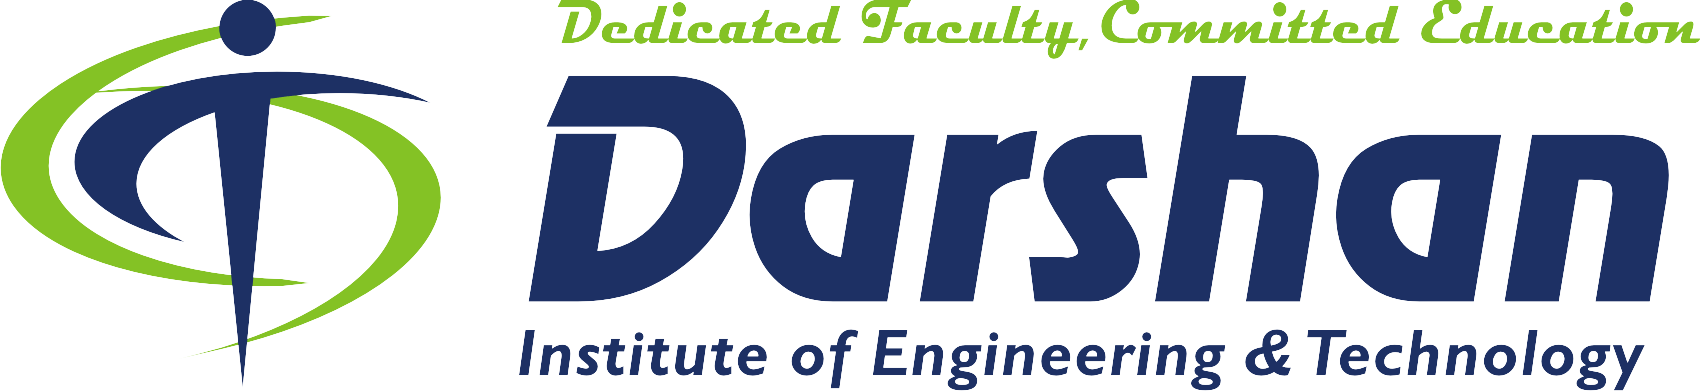 Dedicated Faculty, Committed Education
Darshan
Institute of Engineering & Technology